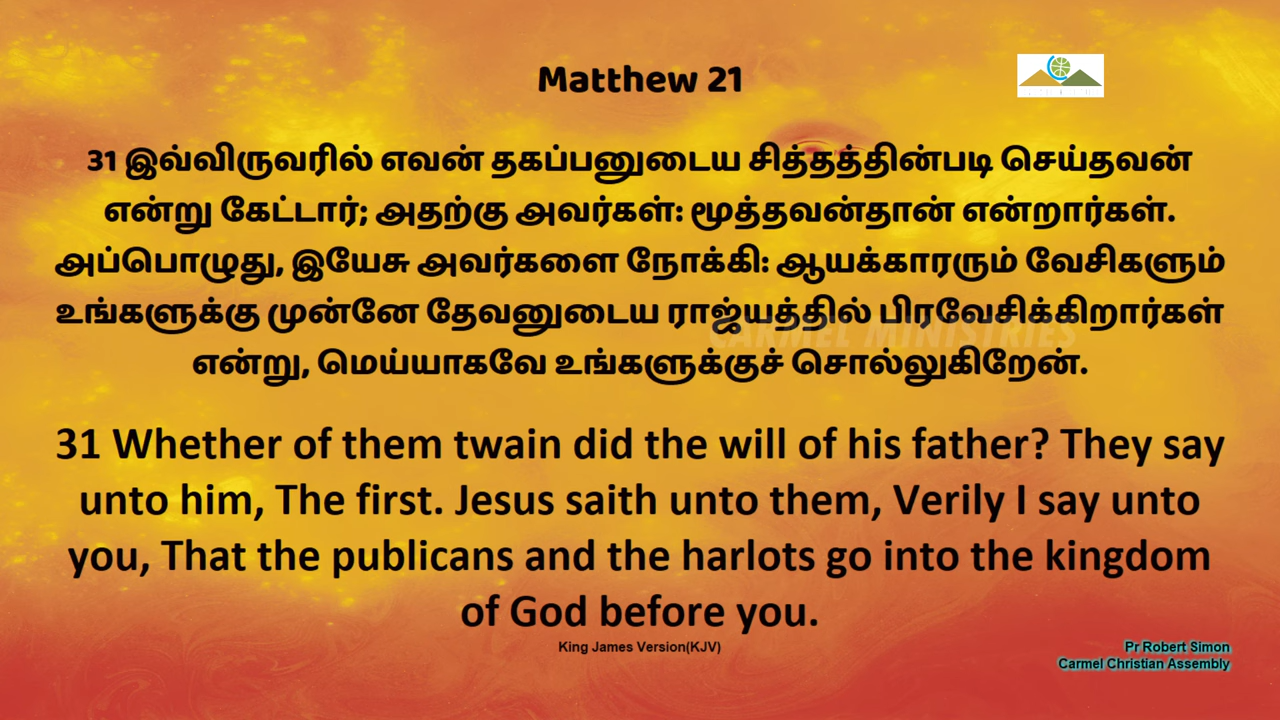 Matthew 21
31 இவ்விருவரில் எவன் தகப்பனுடைய சித்தத்தின்படி செய்தவன்
என்று கேட்டார்; அதற்கு அவர்கள்: மூத்தவன்தான் என்றார்கள்.
அப்பொழுது, இயேசு அவர்களை நோக்கி: ஆயக்காரரும் வேசிகளும்
உங்களுக்கு முன்னே தேவனுடைய ராஜ்யத்தில் பிரவேசிக்கிறார்கள்
CARMEL MINISTRIES
என்று, மெய்யாகவே உங்களுக்குச் சொல்லுகிறேன்.
31 Whether of them twain did the will of his father? They say
unto him, The first. Jesus saith unto them, Verily I say unto
you, That the publicans and the harlots go into the kingdom
of God before you.
King James Version(KJV)
Pr Robert Simon
Carmel Christian Assembly